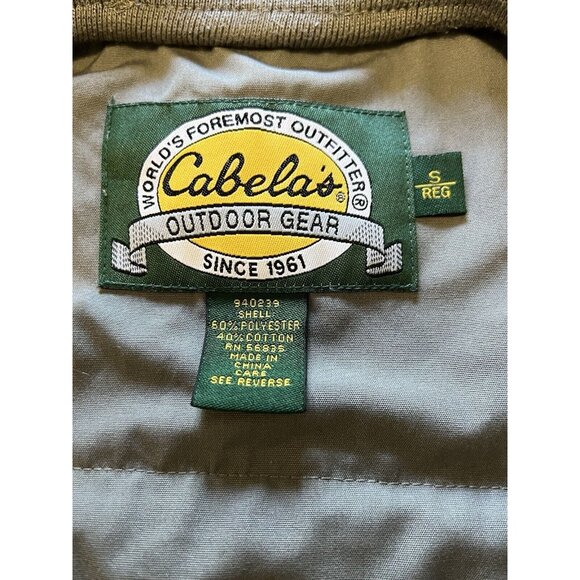 WORLD'S FOREMOST OUTFITTER®
Cabela's®
OUTDOOR GEAR
SINCE 1961
S
REG
940239
SHELL:
60% POLYESTER
40% COTTON
RN 56835
MADE IN
CHINA
CARE
SEE REVERSE